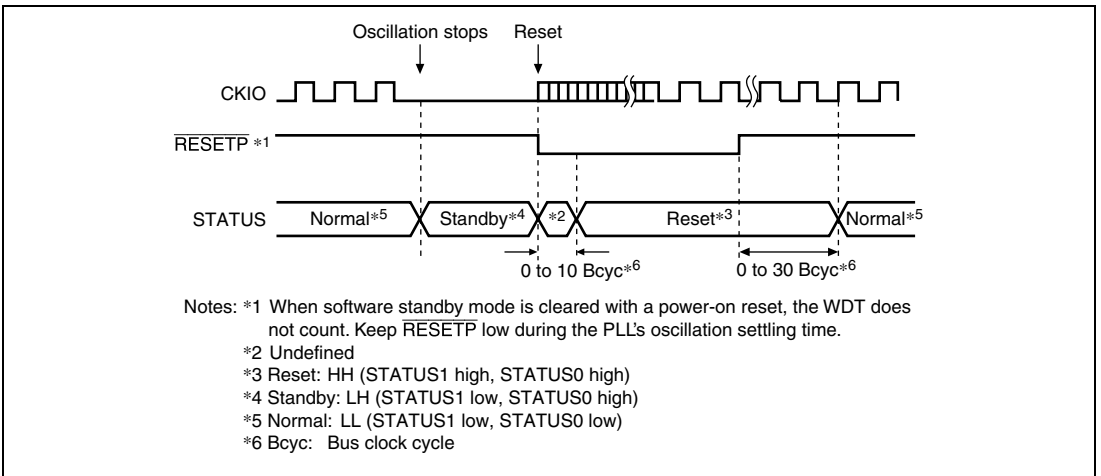 Oscillation stops Reset
CKIO
RESETP *1
STATUS Normal*5 Standby*4 *2 Reset*3 Normal*5
0 to 10 Bcyc*6 0 to 30 Bcyc*6
Notes: *1 When software standby mode is cleared with a power-on reset, the WDT does
not count. Keep RESETP low during the PLL's oscillation settling time.
*2 Undefined
*3 Reset: HH (STATUS1 high, STATUS0 high)
*4 Standby: LH (STATUS1 low, STATUS0 high)
*5 Normal: LL (STATUS1 low, STATUS0 low)
*6 Bcyc: Bus clock cycle